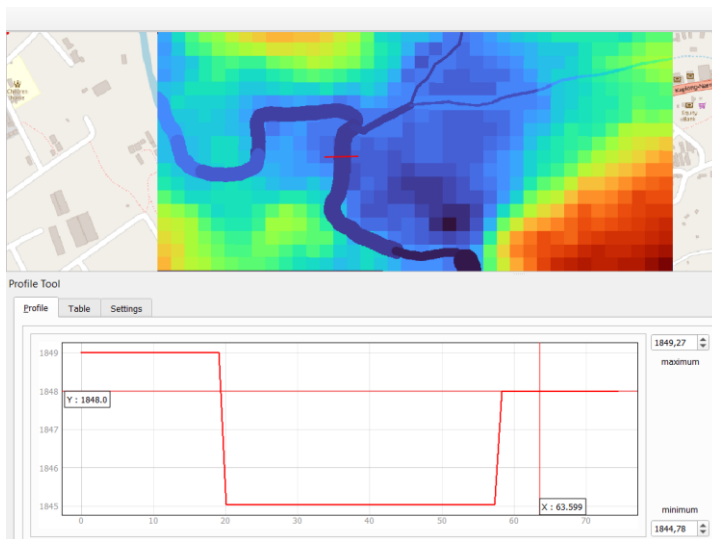 Profile Tool
Profile
Table
Settings
1849,27
maximum
1849
1848
Y : 1848.0
1847
1846
1845
X : 63.599
0
10
20
30
40
50
60
70
minimum
1844,78